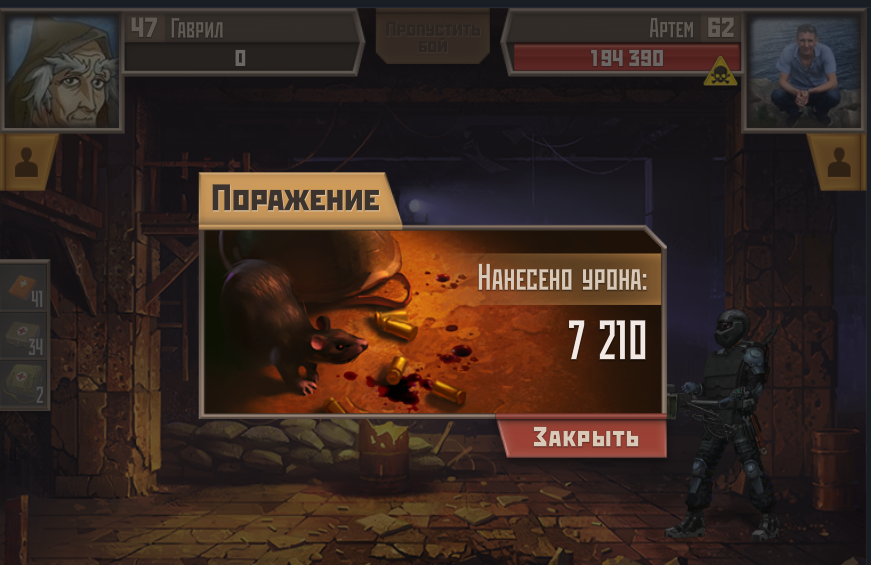 47 Гаврил
0
Пропустить
бой
Артем 62
194 390
Поражение
Нанесено урона:
7 210
Закрыть
41
34
2